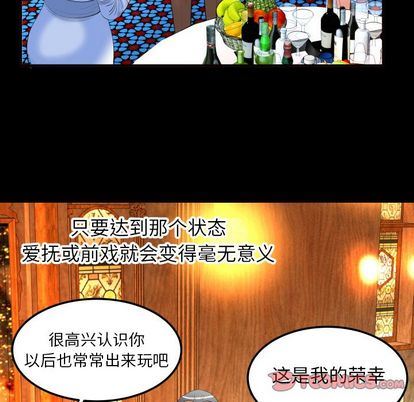 只要达到那个状态
爱抚或前戏就会变得毫无意义
很高兴认识你
以后也常常出来玩吧
这是我的荣幸
TOOMICS.COM